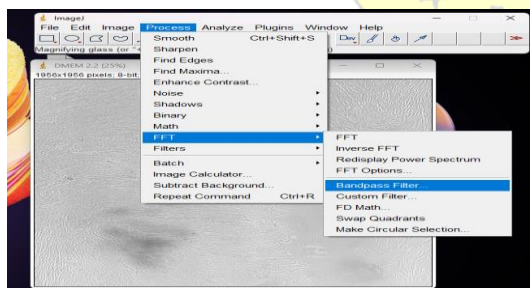 ImageJ
File Edit Image Process Analyze Plugins Window Help
Dev
Magnifying glass (or "
DMEM 2.2 (25%)
1956x1956 pixels; 8-bit;
Smooth Ctrl+Shift+S
Sharpen
Find Edges
Find Maxima...
Enhance Contrast...
Noise
Shadows
Binary
Math
FFT
Filters
Batch
Image Calculator...
Subtract Background...
Repeat Command Ctrl+R
FFT
Inverse FFT
Redisplay Power Spectrum
FFT Options...
Bandpass Filter...
Custom Filter...
FD Math...
Swap Quadrants
Make Circular Selection...